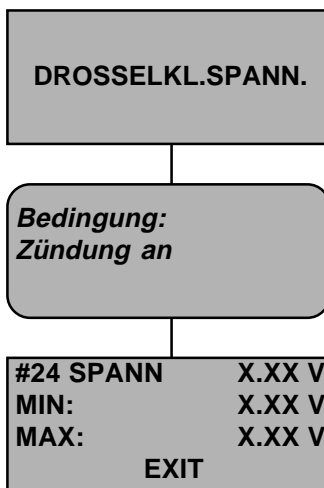 DROSSELKL.SPANN.
Bedingung:
Zündung an
#24 SPANN X.XX V
MIN: X.XX V
MAX: X.XX V
EXIT